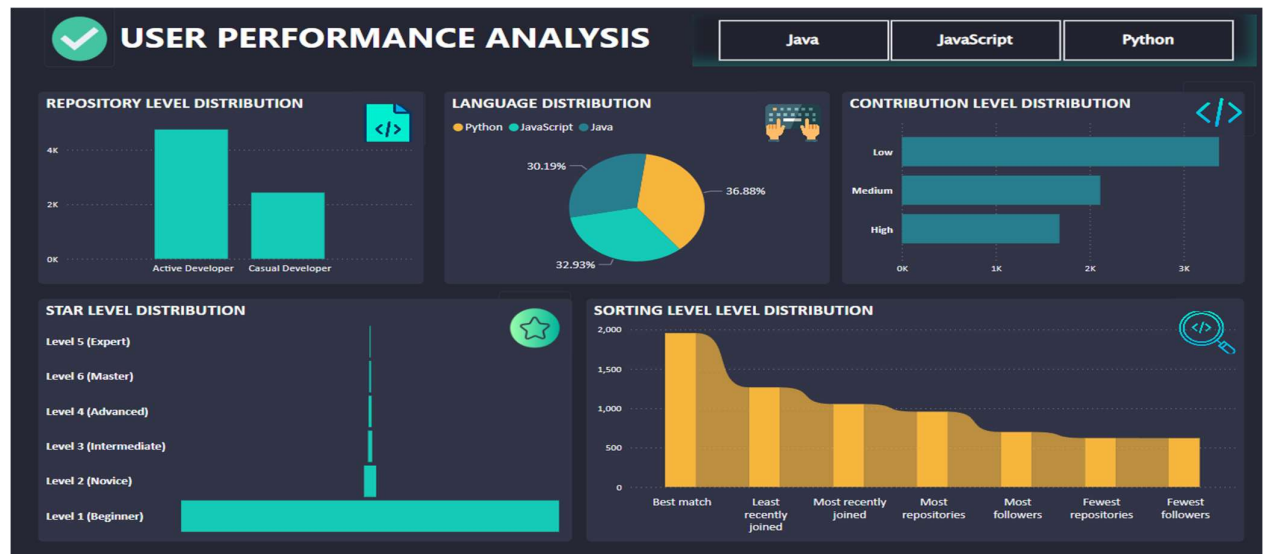 USER PERFORMANCE ANALYSIS
Java
JavaScript
Python
REPOSITORY LEVEL DISTRIBUTION
</>
4K
2K
0K
Active Developer
Casual Developer
LANGUAGE DISTRIBUTION
Python
JavaScript
Java
30.19%
36.88%
32.93%
CONTRIBUTION LEVEL DISTRIBUTION
</>
Low
Medium
High
0K
1K
2K
3K
STAR LEVEL DISTRIBUTION
Level 5 (Expert)
Level 6 (Master)
Level 4 (Advanced)
Level 3 (Intermediate)
Level 2 (Novice)
Level 1 (Beginner)
SORTING LEVEL LEVEL DISTRIBUTION
</>
2,000
1,500
1,000
500
0
Best match
Least
recently
joined
Most recently
joined
Most
repositories
Most
followers
Fewest
repositories
Fewest
followers